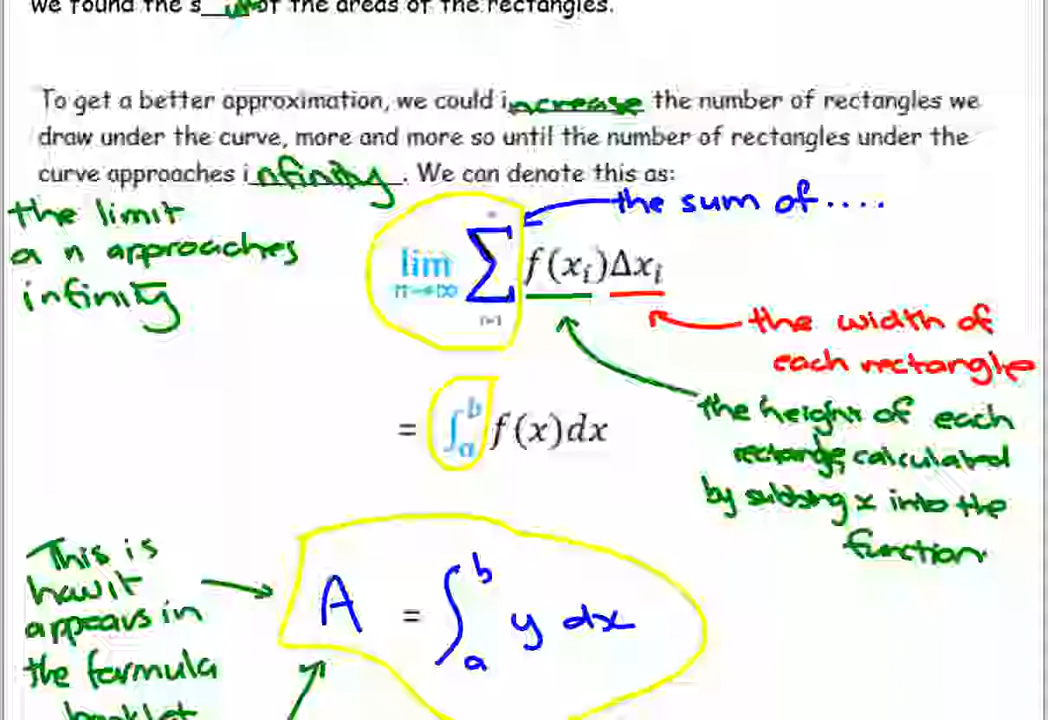 we found the sum of the areas of the rectangles.
To get a better approximation, we could increase the number of rectangles we
draw under the curve, more and more so until the number of rectangles under the
curve approaches infinity. We can denote this as:
the limit
a n approaches
infinity
the sum of ....
lim n→∞ ∑ i=1 f(xᵢ)Δxᵢ
the width of
each rectangle
= ∫ₐᵇ f(x)dx
the height of each
rectangle, calculated
by subbing x into the
function
This is
how it
appears in
the formula
booklet
A = ∫ₐᵇ y dx